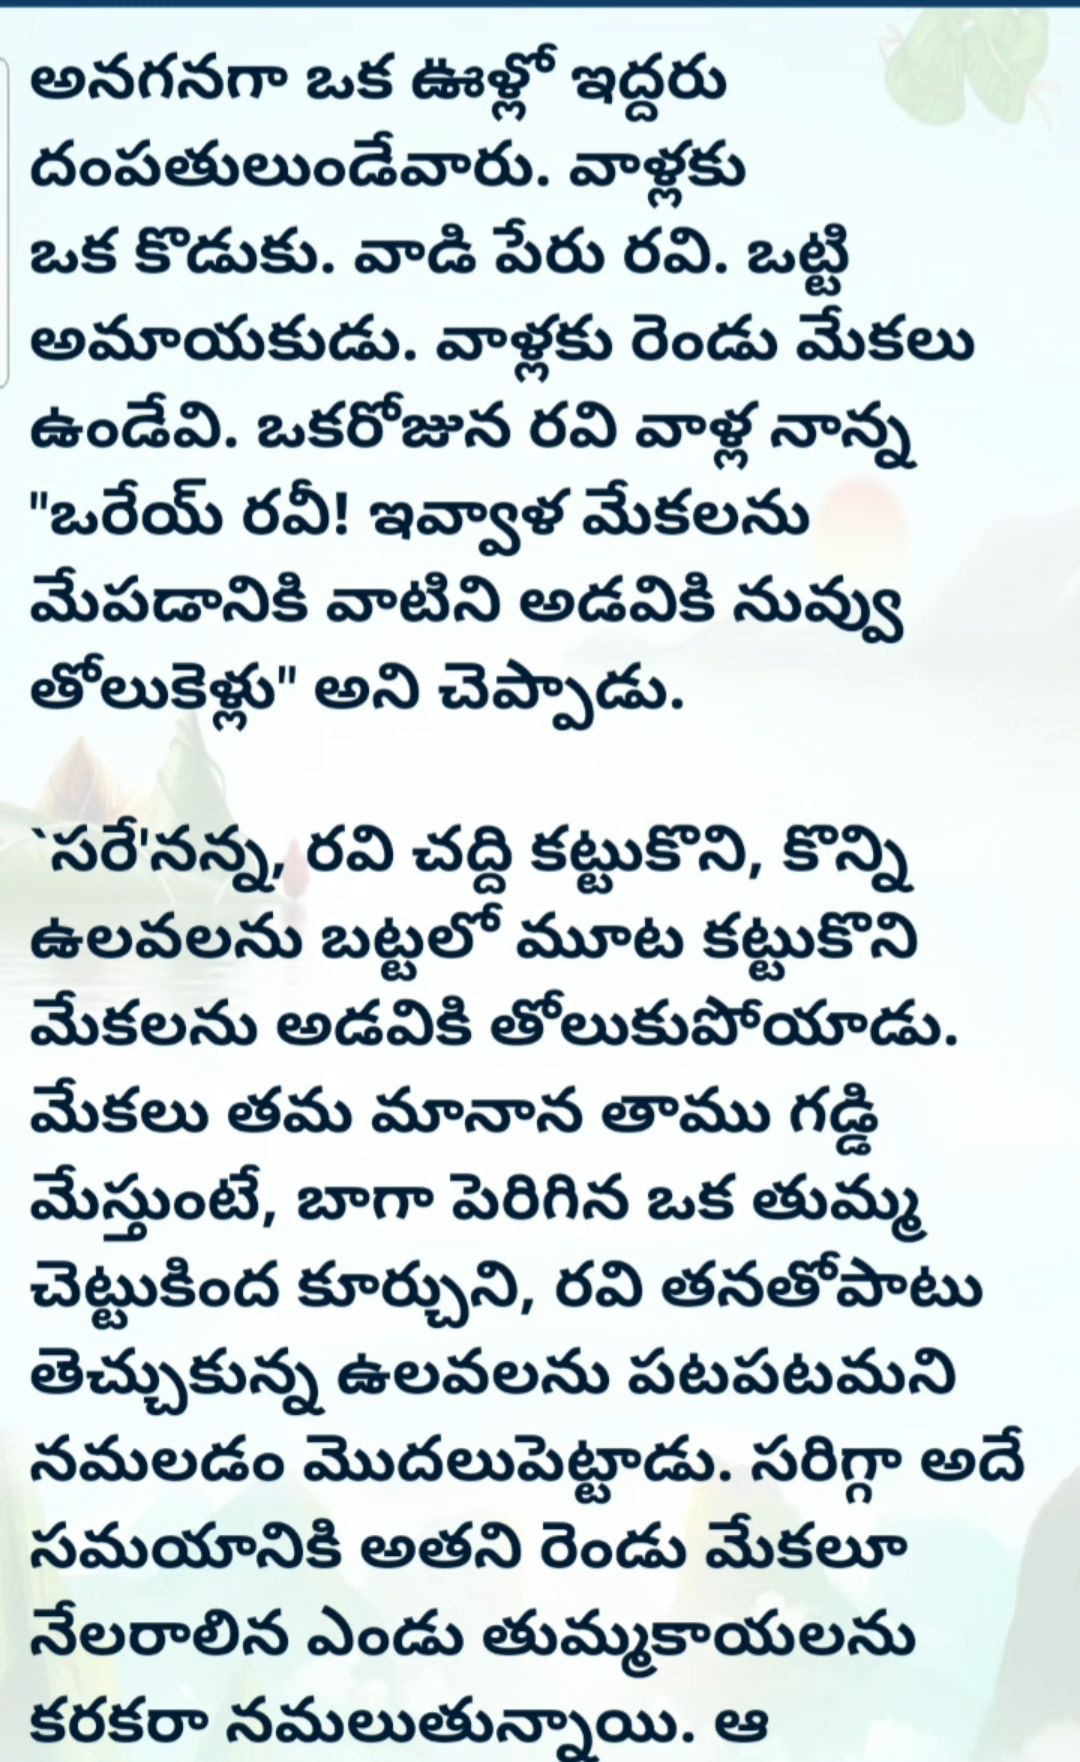 అనగనగా ఒక ఊళ్లో ఇద్దరు
దంపతులుండేవారు. వాళ్లకు
ఒక కొడుకు. వాడి పేరు రవి. ఒట్టి
అమాయకుడు. వాళ్లకు రెండు మేకలు
ఉండేవి. ఒకరోజున రవి వాళ్ల నాన్న
"ఒరేయ్ రవీ! ఇవ్వాళ మేకలను
మేపడానికి వాటిని అడవికి నువ్వు
తోలుకెళ్లు" అని చెప్పాడు.
`సరే'నన్న, రవి చద్ది కట్టుకొని, కొన్ని
ఉలవలను బట్టలో మూట కట్టుకొని
మేకలను అడవికి తోలుకుపోయాడు.
మేకలు తమ మానాన తాము గడ్డి
మేస్తుంటే, బాగా పెరిగిన ఒక తుమ్మ
చెట్టుకింద కూర్చుని, రవి తనతోపాటు
తెచ్చుకున్న ఉలవలను పటపటమని
నమలడం మొదలుపెట్టాడు. సరిగ్గా అదే
సమయానికి అతని రెండు మేకలూ
నేలరాలిన ఎండు తుమ్మకాయలను
కరకరా నమలుతున్నాయి. ఆ